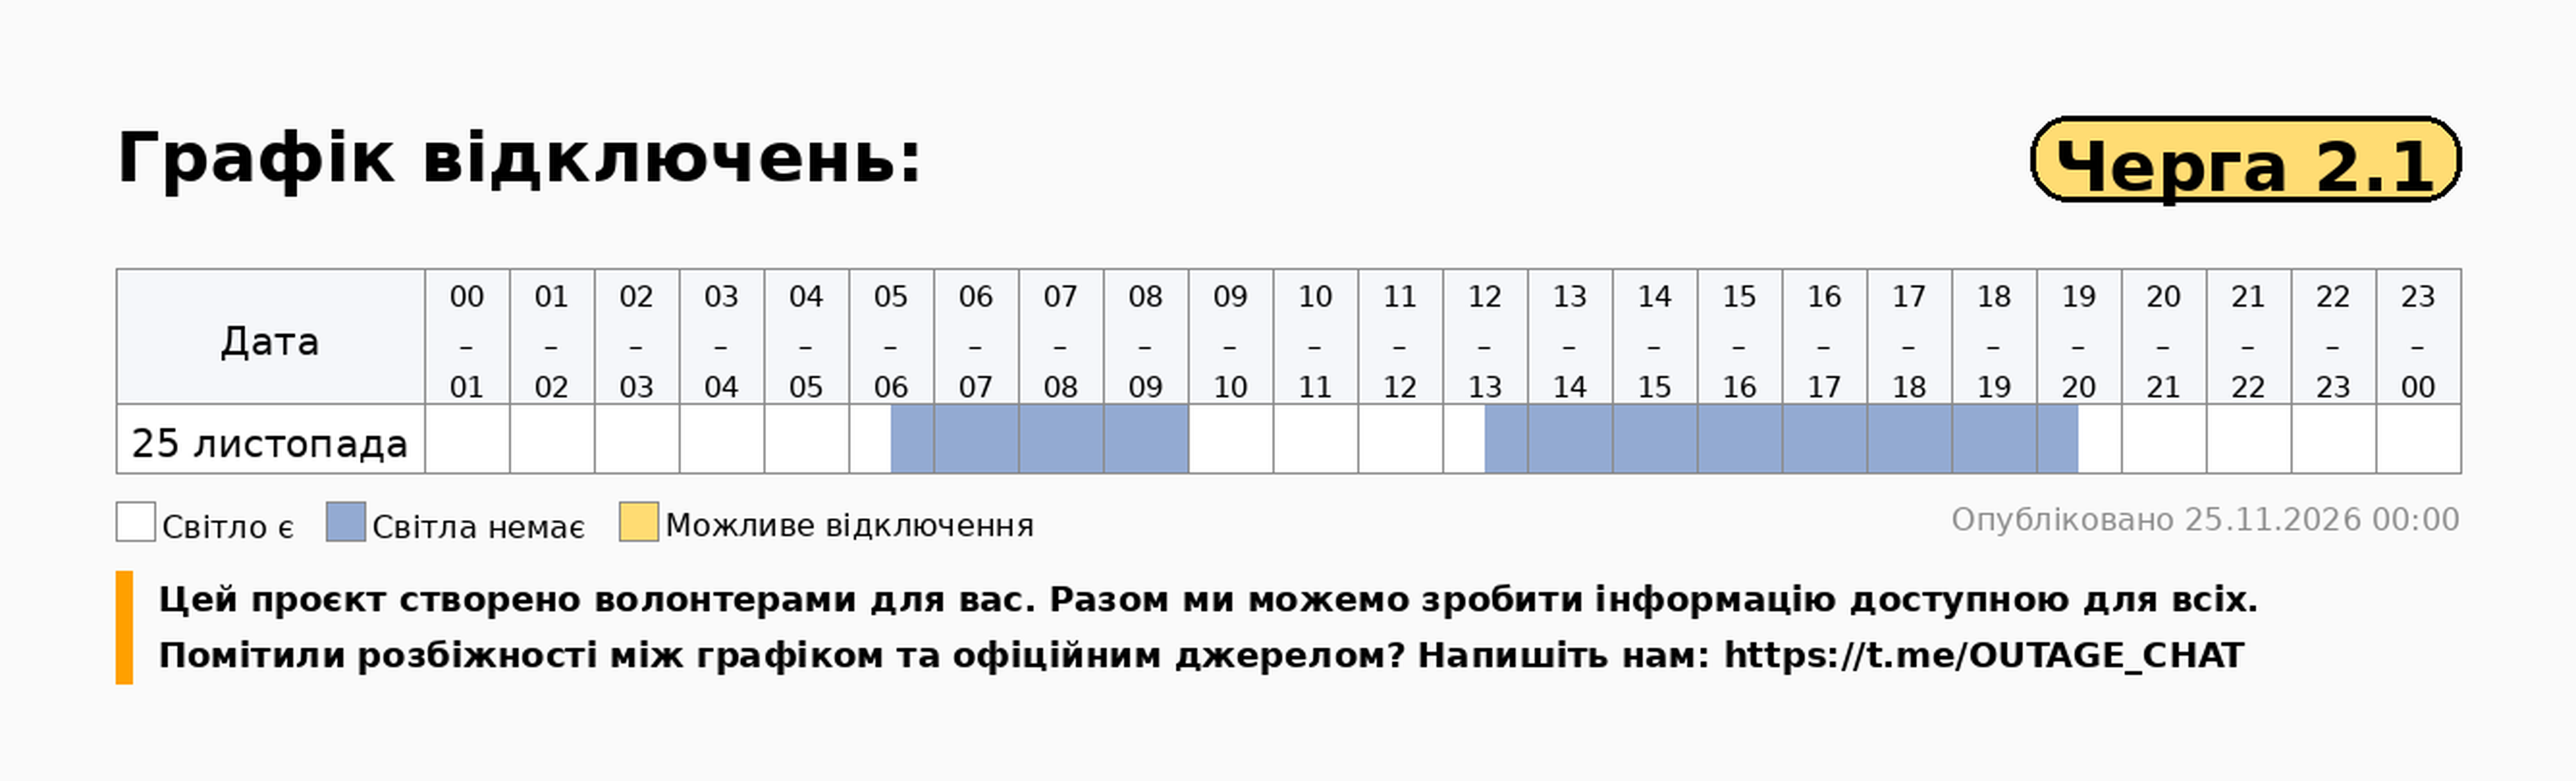 Графік відключень:
Черга 2.1
Дата
00 – 01
01 – 02
02 – 03
03 – 04
04 – 05
05 – 06
06 – 07
07 – 08
08 – 09
09 – 10
10 – 11
11 – 12
12 – 13
13 – 14
14 – 15
15 – 16
16 – 17
17 – 18
18 – 19
19 – 20
20 – 21
21 – 22
22 – 23
23 – 00
25 листопада
Світло є
Світла немає
Можливе відключення
Опубліковано 25.11.2026 00:00
Цей проєкт створено волонтерами для вас. Разом ми можемо зробити інформацію доступною для всіх.
Помітили розбіжності між графіком та офіційним джерелом? Напишіть нам: https://t.me/OUTAGE_CHAT